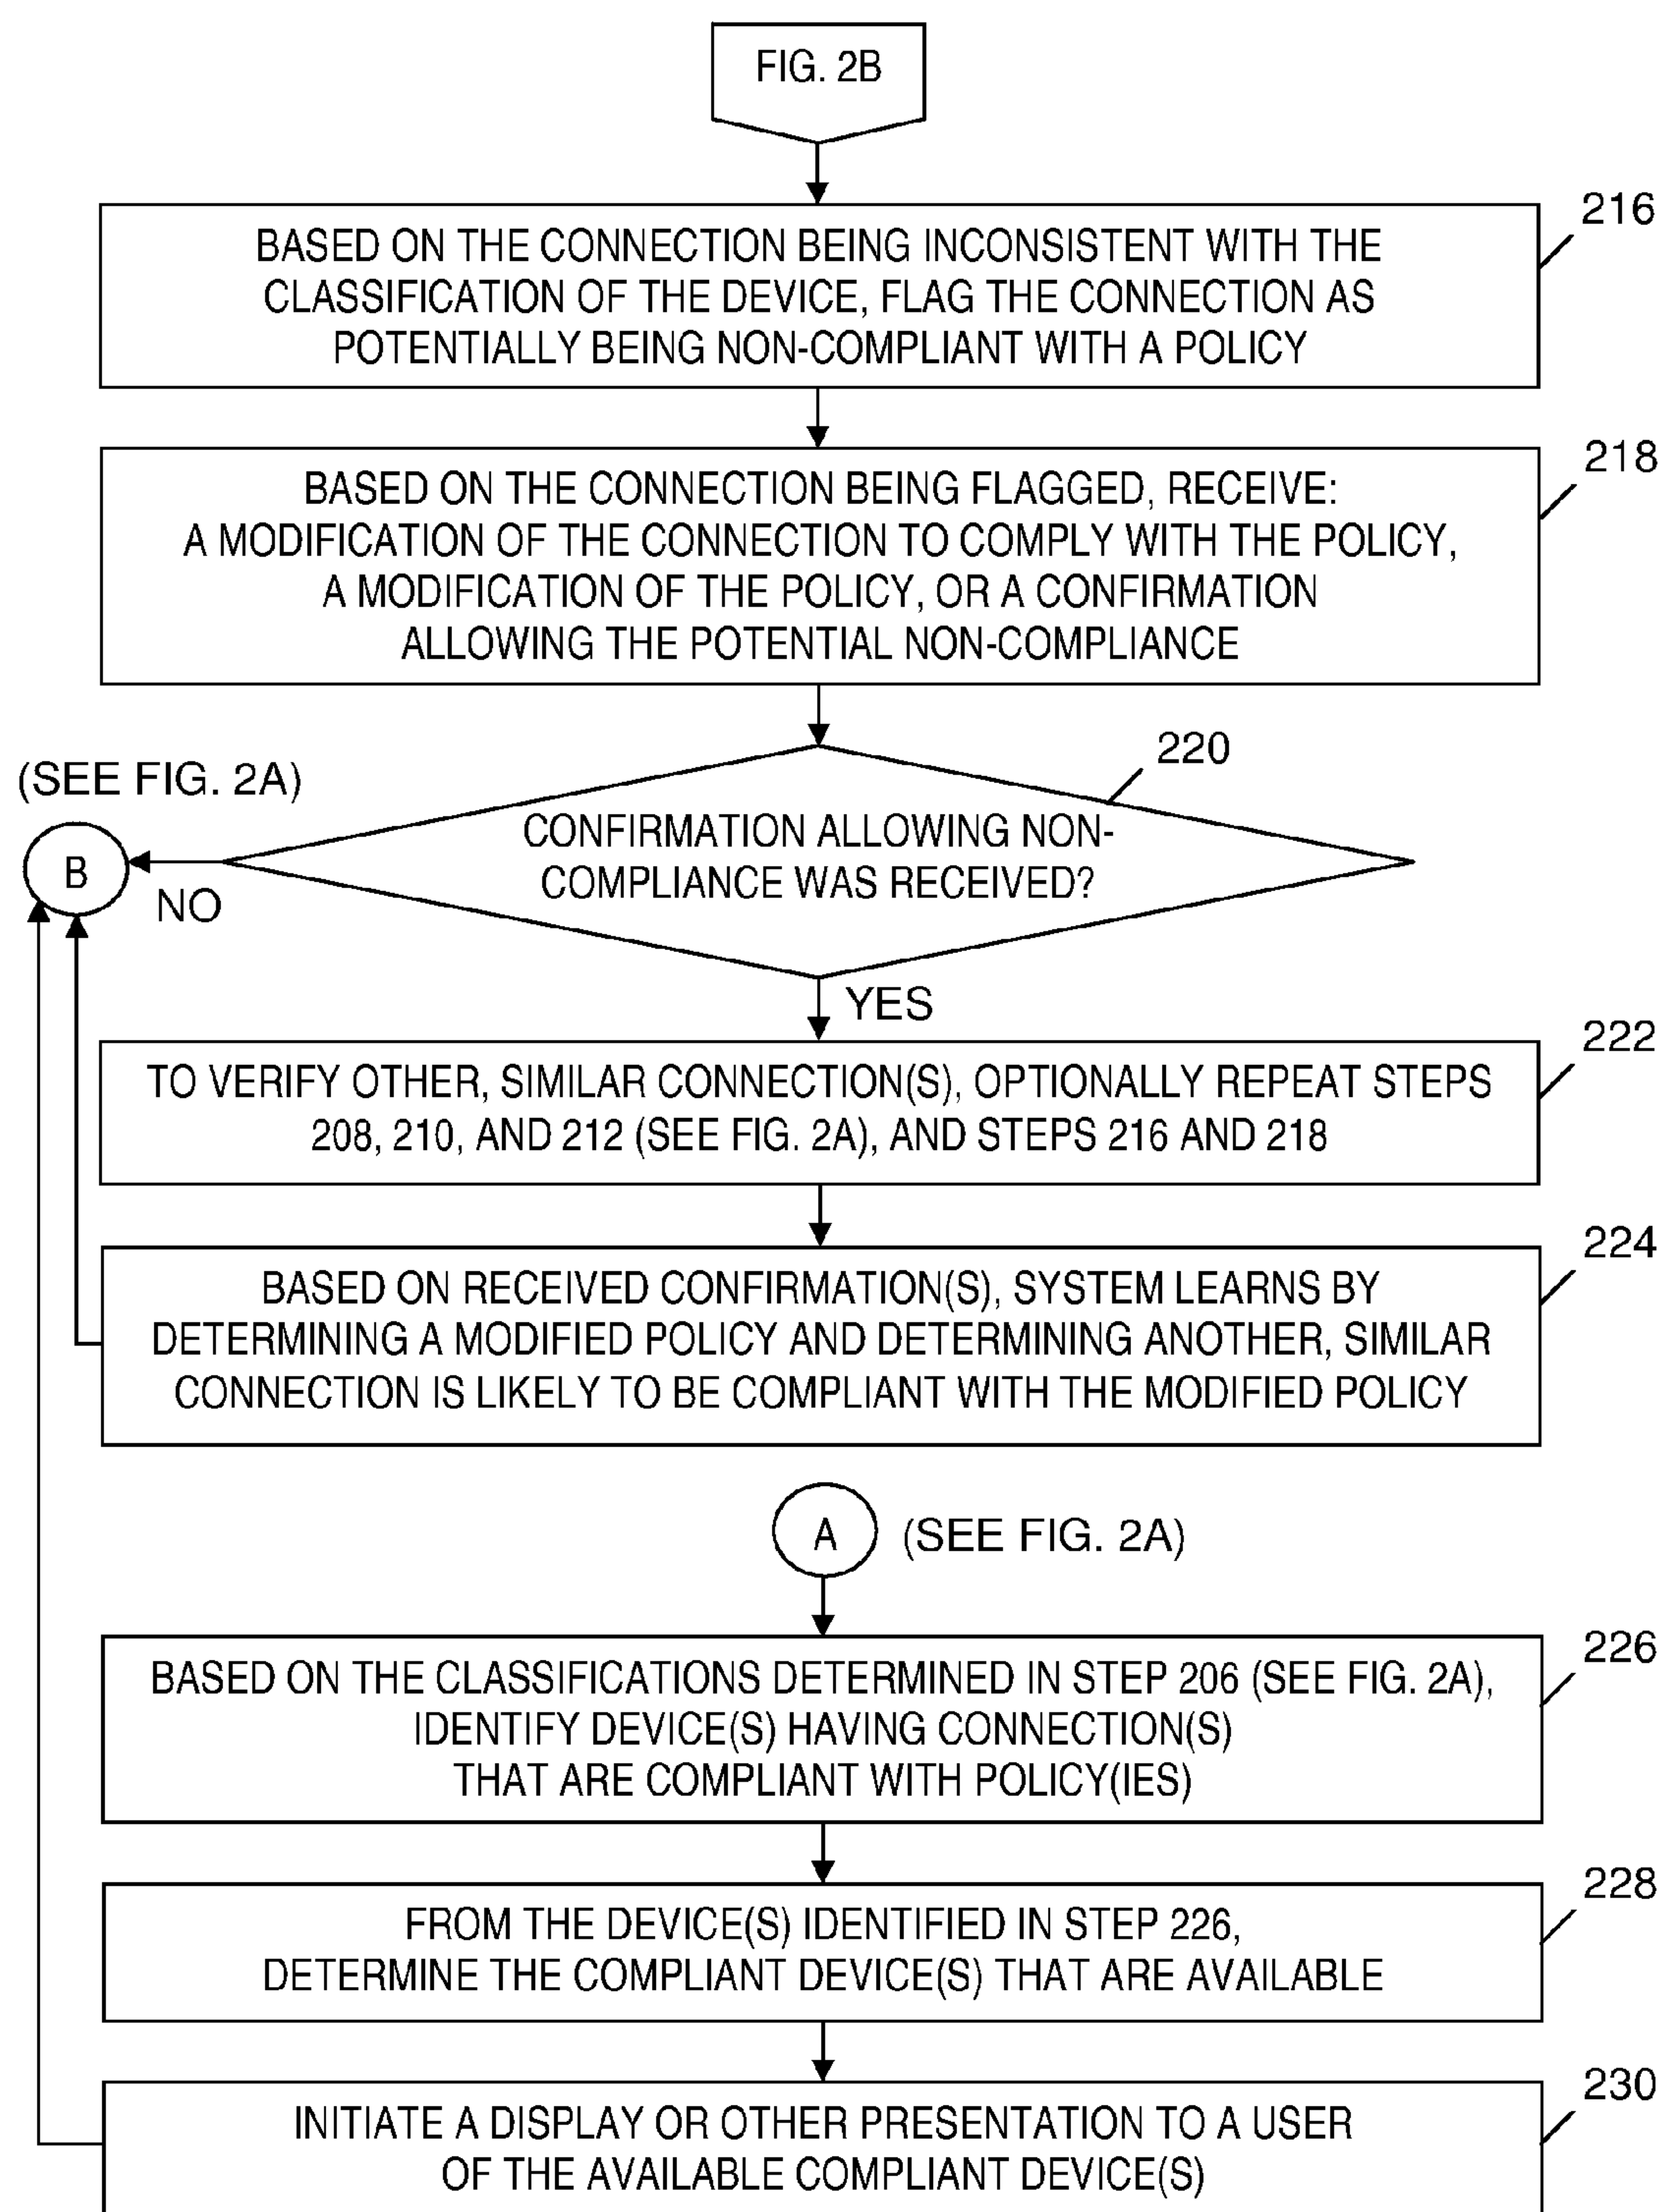 FIG. 2B
216
BASED ON THE CONNECTION BEING INCONSISTENT WITH THE
CLASSIFICATION OF THE DEVICE, FLAG THE CONNECTION AS
POTENTIALLY BEING NON-COMPLIANT WITH A POLICY
218
BASED ON THE CONNECTION BEING FLAGGED, RECEIVE:
A MODIFICATION OF THE CONNECTION TO COMPLY WITH THE POLICY,
A MODIFICATION OF THE POLICY, OR A CONFIRMATION
ALLOWING THE POTENTIAL NON-COMPLIANCE
220
(SEE FIG. 2A)
CONFIRMATION ALLOWING NON-
COMPLIANCE WAS RECEIVED?
B
NO
YES
222
TO VERIFY OTHER, SIMILAR CONNECTION(S), OPTIONALLY REPEAT STEPS
208, 210, AND 212 (SEE FIG. 2A), AND STEPS 216 AND 218
224
BASED ON RECEIVED CONFIRMATION(S), SYSTEM LEARNS BY
DETERMINING A MODIFIED POLICY AND DETERMINING ANOTHER, SIMILAR
CONNECTION IS LIKELY TO BE COMPLIANT WITH THE MODIFIED POLICY
A (SEE FIG. 2A)
226
BASED ON THE CLASSIFICATIONS DETERMINED IN STEP 206 (SEE FIG. 2A),
IDENTIFY DEVICE(S) HAVING CONNECTION(S)
THAT ARE COMPLIANT WITH POLICY(IES)
228
FROM THE DEVICE(S) IDENTIFIED IN STEP 226,
DETERMINE THE COMPLIANT DEVICE(S) THAT ARE AVAILABLE
230
INITIATE A DISPLAY OR OTHER PRESENTATION TO A USER
OF THE AVAILABLE COMPLIANT DEVICE(S)